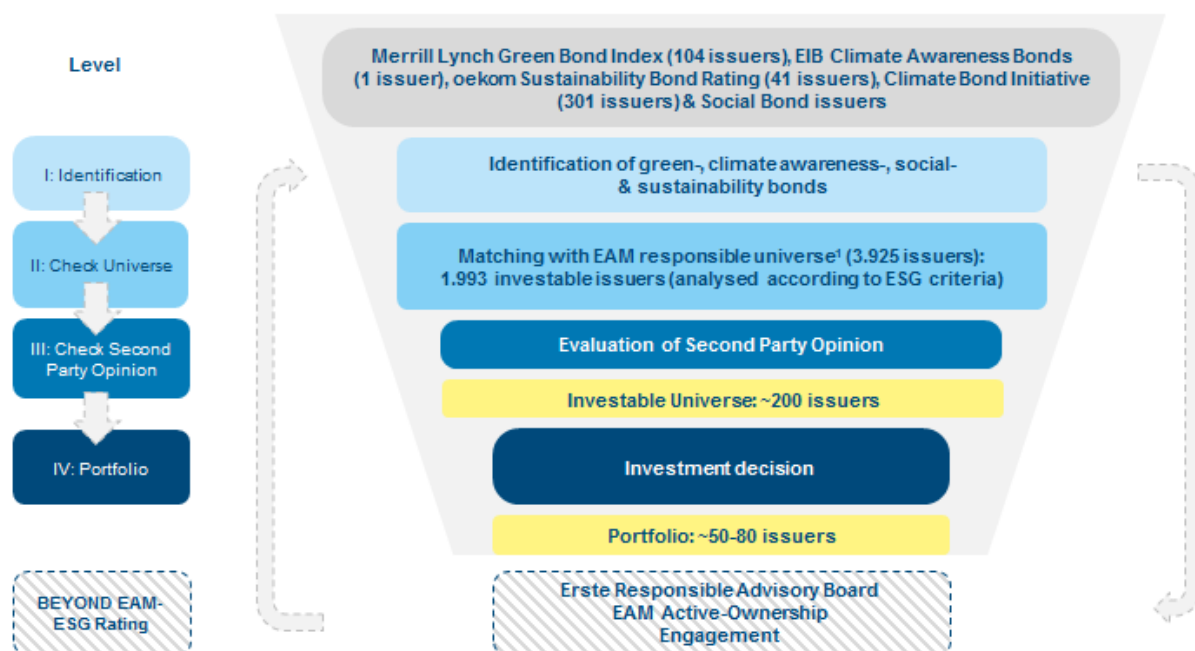 Level
Merrill Lynch Green Bond Index (104 issuers), EIB Climate Awareness Bonds
(1 issuer), oekom Sustainability Bond Rating (41 issuers), Climate Bond Initiative
(301 issuers) & Social Bond issuers
I: Identification
Identification of green-, climate awareness-, social-
& sustainability bonds
II: Check Universe
Matching with EAM responsible universe¹ (3.925 issuers):
1.993 investable issuers (analysed according to ESG criteria)
III: Check Second
Party Opinion
Evaluation of Second Party Opinion
Investable Universe: ~200 issuers
IV: Portfolio
Investment decision
Portfolio: ~50-80 issuers
BEYOND EAM-
ESG Rating
Erste Responsible Advisory Board
EAM Active-Ownership
Engagement